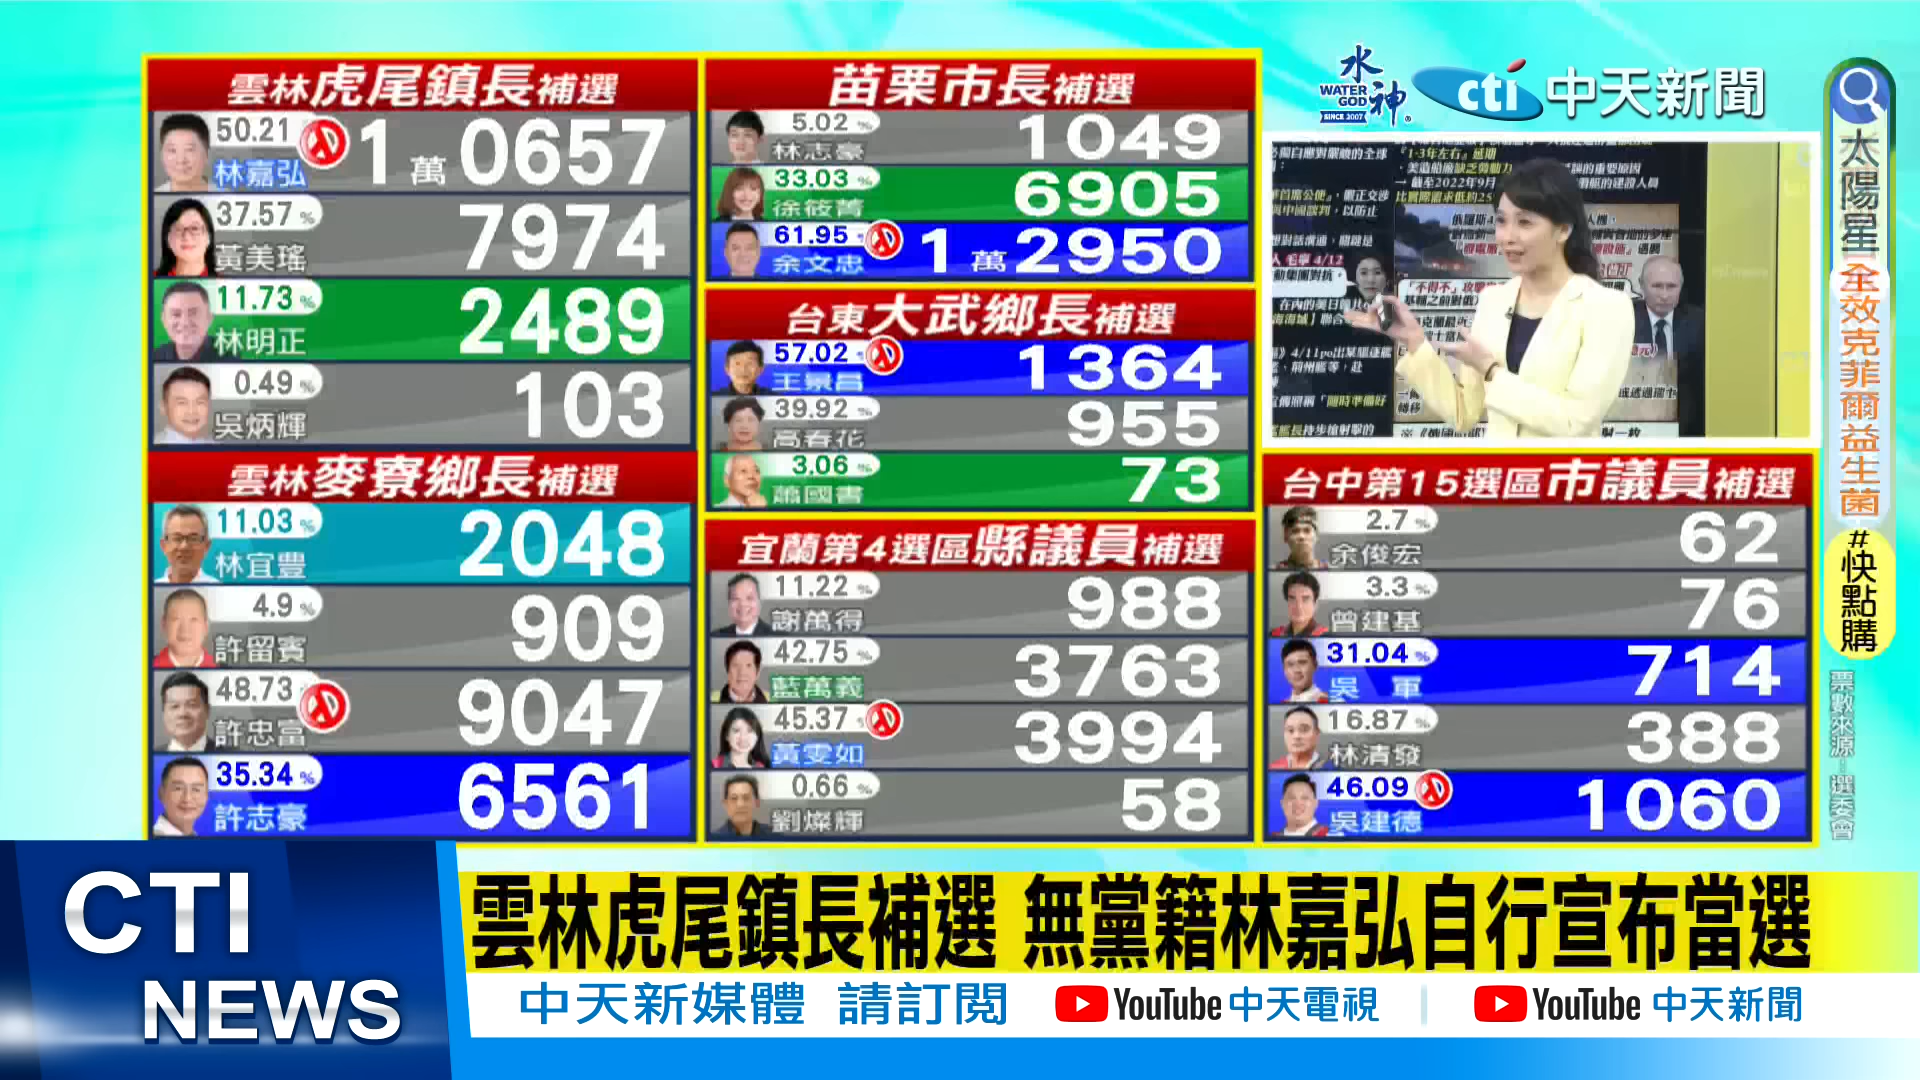 雲林虎尾鎮長補選
50.21
林嘉弘
1萬0657
37.57%
黃美瑤
7974
11.73%
林明正
2489
0.49%
吳炳輝
103
雲林麥寮鄉長補選
11.03%
林宜豐
2048
4.9%
許留賓
909
48.73
許忠富
9047
35.34%
許志豪
6561
苗栗市長補選
5.02%
林志豪
1049
33.03%
徐筱菁
6905
61.95
余文忠
1萬2950
台東大武鄉長補選
57.02
王景昌
1364
39.92%
高春花
955
3.06%
蕭國書
73
宜蘭第4選區縣議員補選
11.22%
謝萬得
988
42.75%
藍萬義
3763
45.37
黃雯如
3994
0.66%
劉燦輝
58
水神
WATER GOD
SINCE 2007
cti 中天新聞
台中第15選區市議員補選
2.7%
余俊宏
62
3.3%
曾建基
76
31.04%
吳 軍
714
16.87%
林清發
388
46.09
吳建德
1060
太陽星
全效克菲爾益生菌
#快點購
票數來源:選委會
CTI
NEWS
雲林虎尾鎮長補選 無黨籍林嘉弘自行宣布當選
中天新媒體 請訂閱 YouTube 中天電視 | YouTube 中天新聞